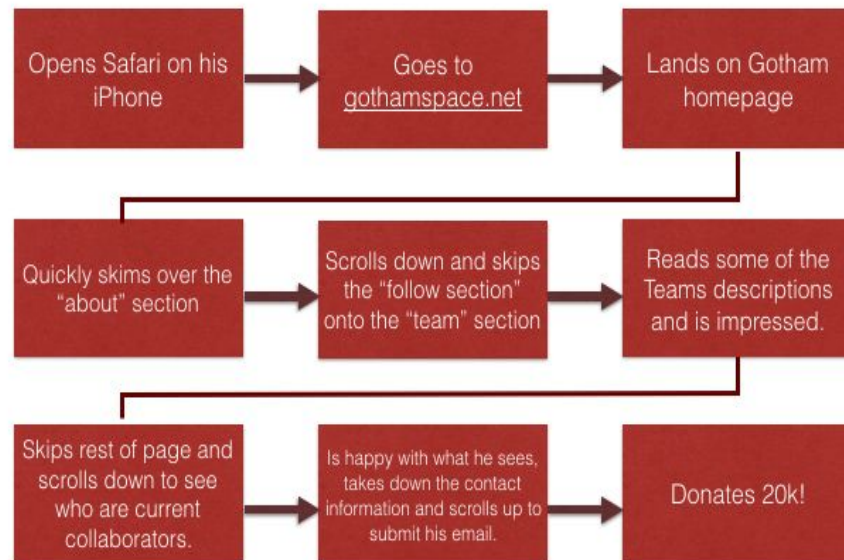 Opens Safari on his
iPhone
Goes to
gothamspace.net
Lands on Gotham
homepage
Quickly skims over the
“about” section
Scrolls down and skips
the “follow section”
onto the “team” section
Reads some of the
Teams descriptions
and is impressed.
Skips rest of page and
scrolls down to see
who are current
collaborators.
Is happy with what he sees,
takes down the contact
information and scrolls up to
submit his email.
Donates 20k!